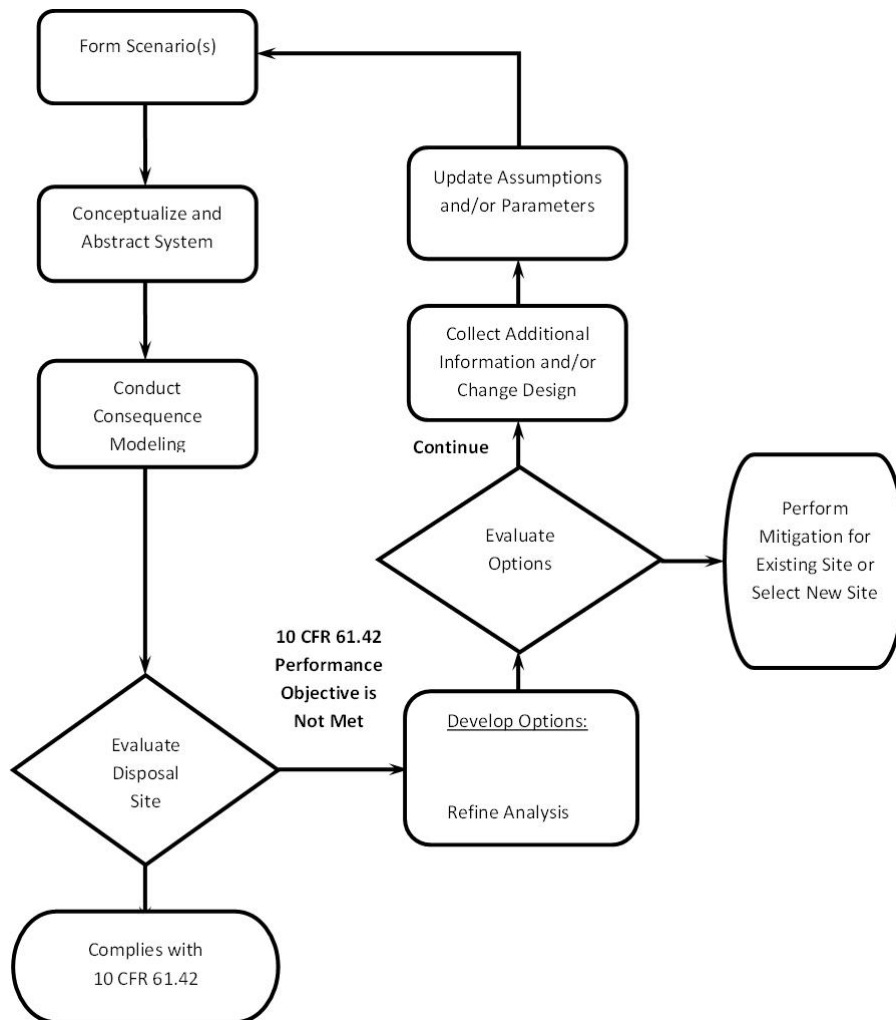 Form Scenario(s)
Conceptualize and
Abstract System
Conduct
Consequence
Modeling
Evaluate
Disposal
Site
Complies with
10 CFR 61.42
10 CFR 61.42
Performance
Objective is
Not Met
Develop Options:
Refine Analysis
Evaluate
Options
Continue
Collect Additional
Information and/or
Change Design
Update Assumptions
and/or Parameters
Perform
Mitigation for
Existing Site or
Select New Site